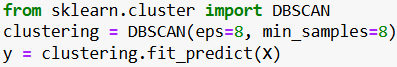 from sklearn.cluster import DBSCAN
clustering = DBSCAN(eps=8, min_samples=8)
y = clustering.fit_predict(X)